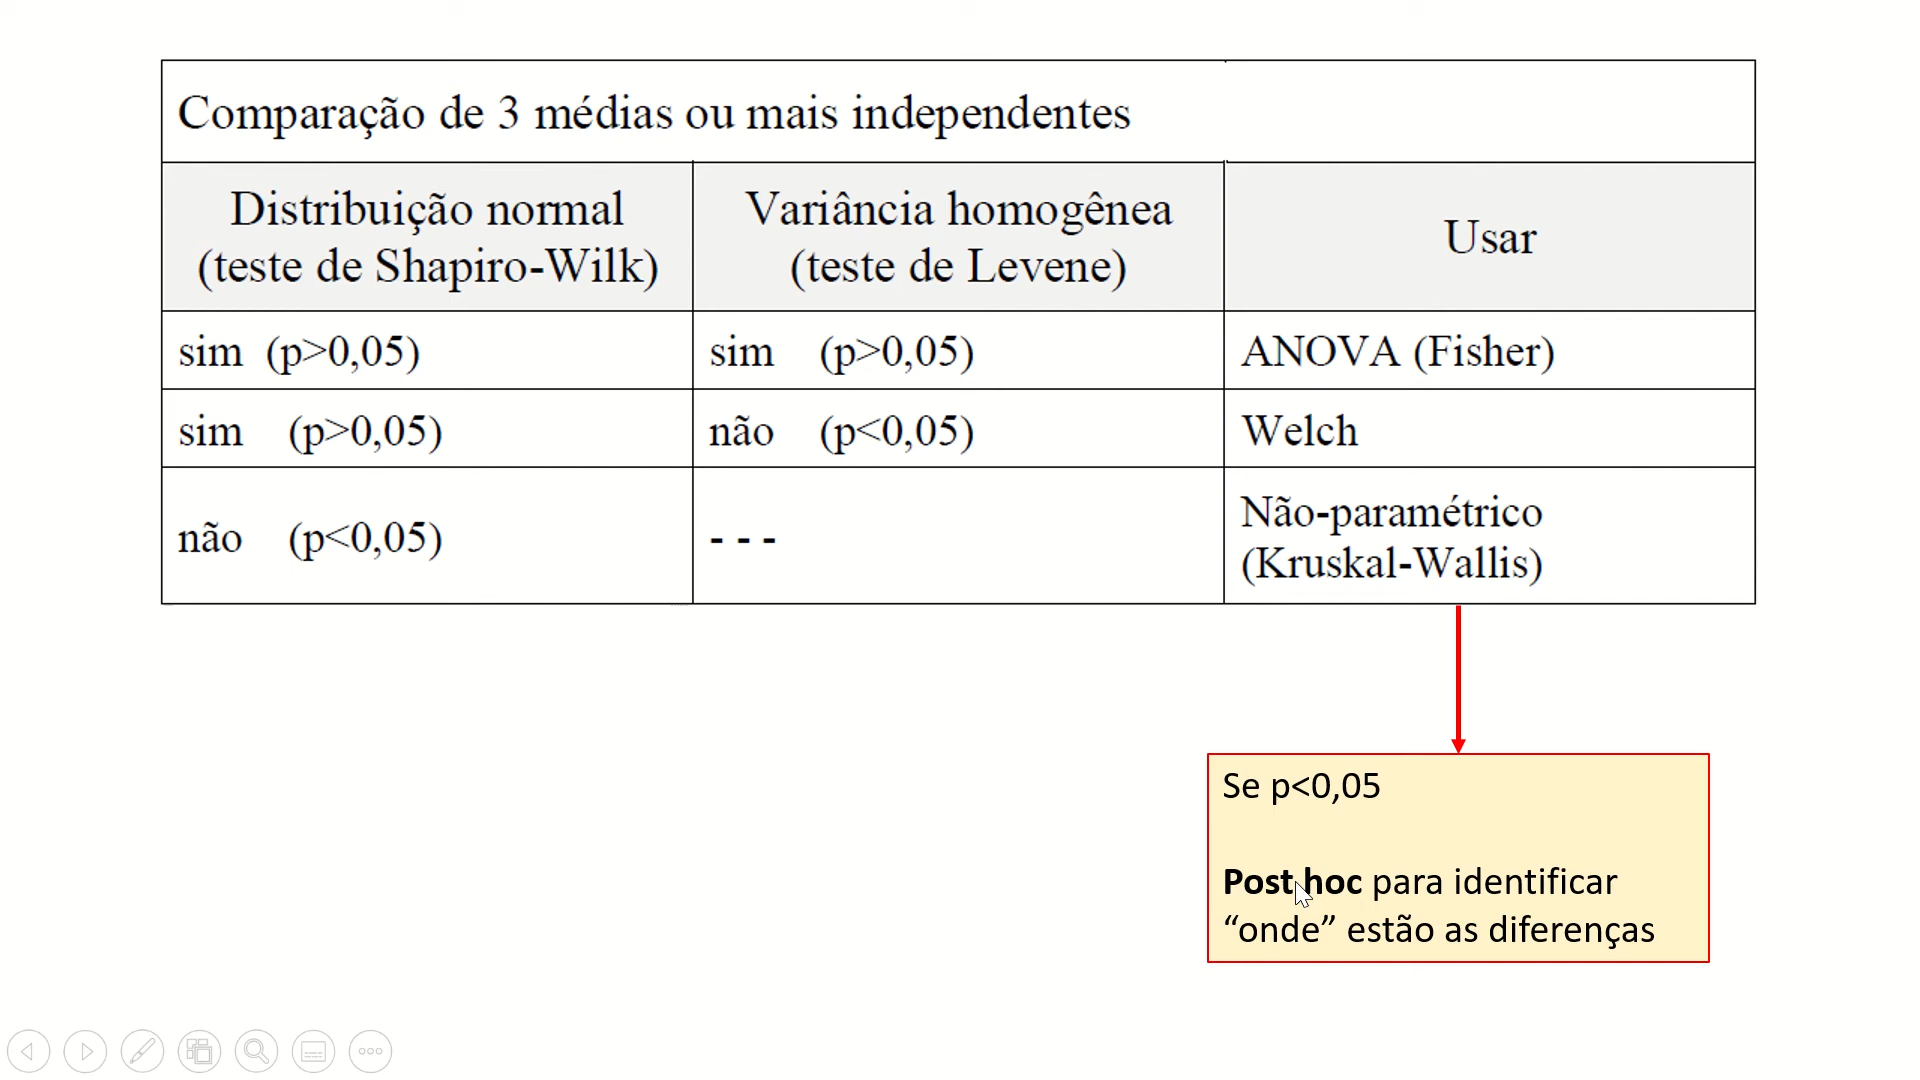 Comparação de 3 médias ou mais independentes
Distribuição normal
(teste de Shapiro-Wilk)
Variância homogênea
(teste de Levene)
Usar
sim (p>0,05)
sim (p>0,05)
ANOVA (Fisher)
sim (p>0,05)
não (p<0,05)
Welch
não (p<0,05)
- - -
Não-paramétrico
(Kruskal-Wallis)
Se p<0,05
Post hoc para identificar
“onde” estão as diferenças